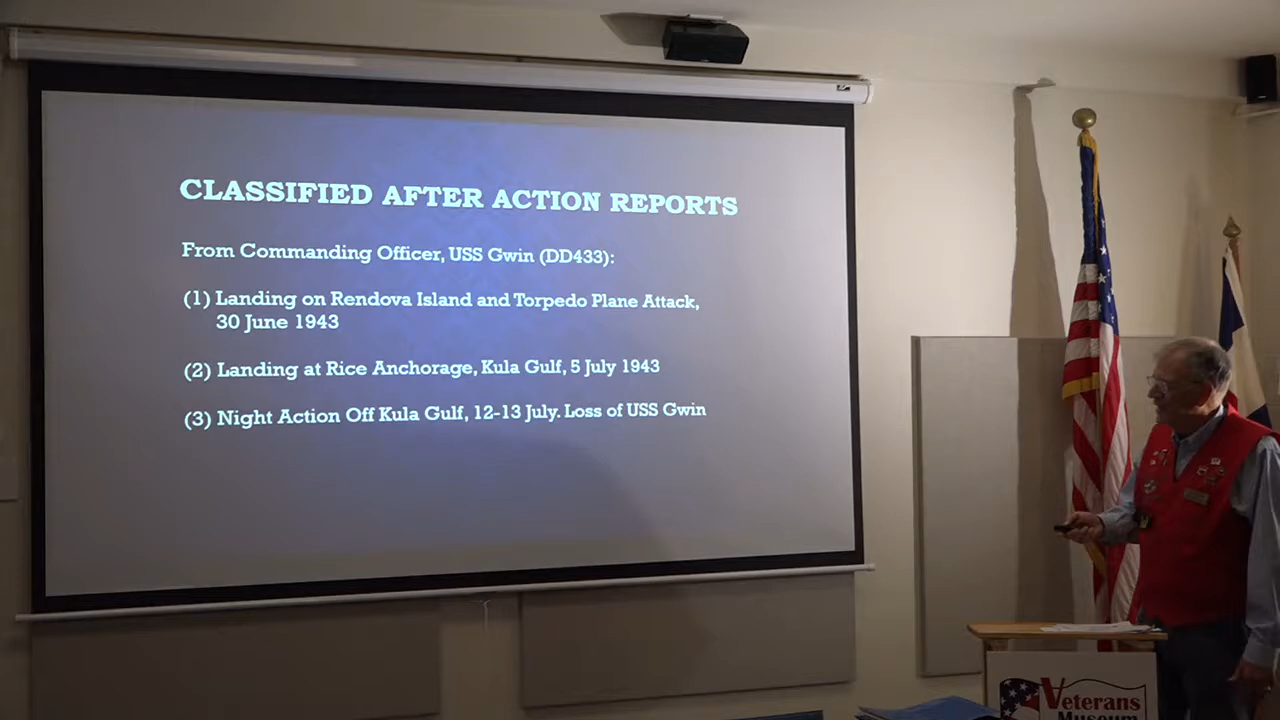 CLASSIFIED AFTER ACTION REPORTS
From Commanding Officer, USS Gwin (DD433):
(1) Landing on Rendova Island and Torpedo Plane Attack,
30 June 1943
(2) Landing at Rice Anchorage, Kula Gulf, 5 July 1943
(3) Night Action Off Kula Gulf, 12-13 July. Loss of USS Gwin
Veterans
Museum